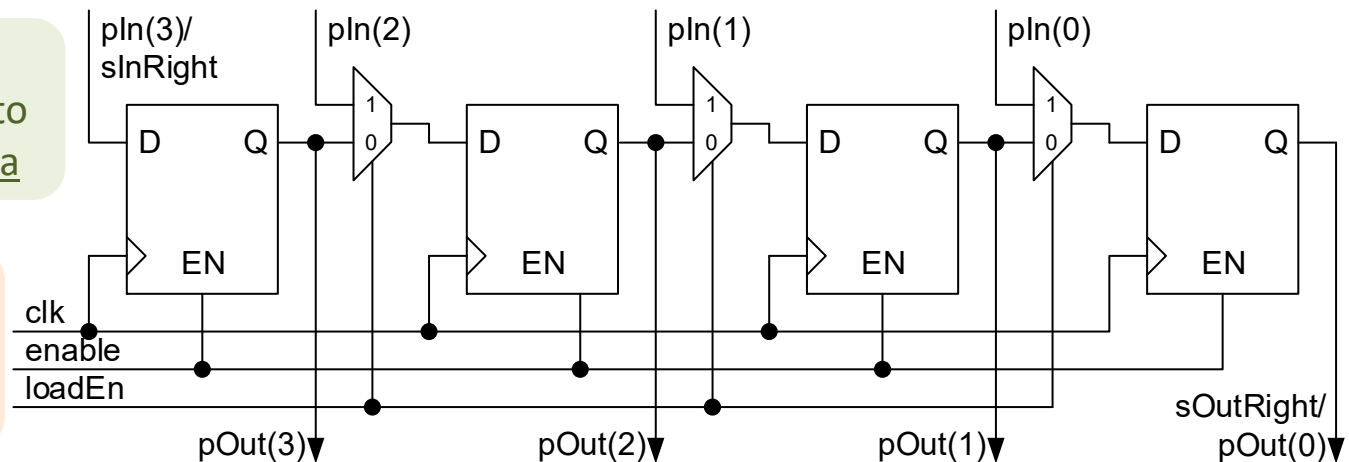 pIn(3)/
sInRight
pIn(2)
pIn(1)
pIn(0)
to
a
1
0
1
0
1
0
D Q
D Q
D Q
D Q
EN
EN
EN
EN
clk
enable
loadEn
sOutRight/
pOut(3)
pOut(2)
pOut(1)
pOut(0)